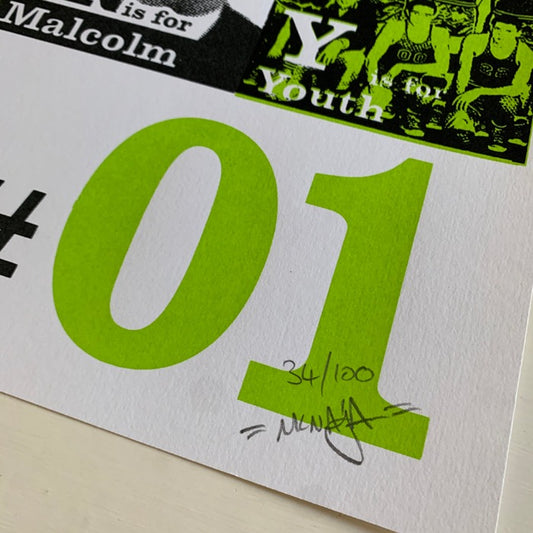 is for
Malcolm
Y is for
Youth
#01
34/100